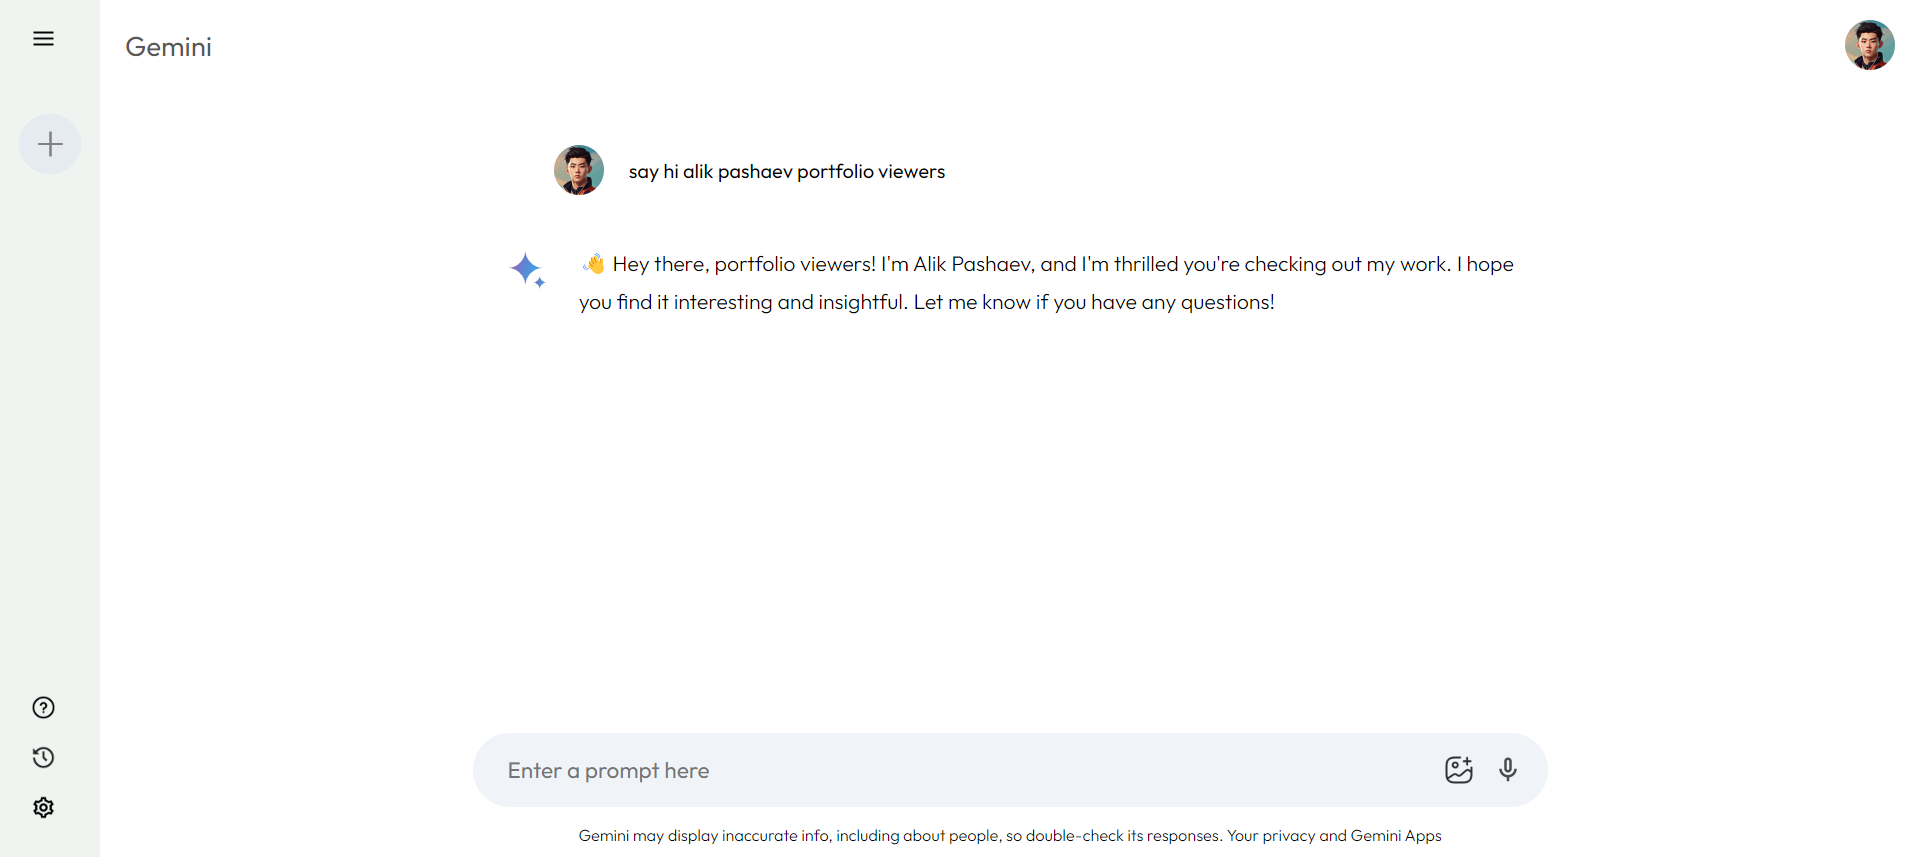 Gemini
say hi alik pashaev portfolio viewers
👋 Hey there, portfolio viewers! I'm Alik Pashaev, and I'm thrilled you're checking out my work. I hope
you find it interesting and insightful. Let me know if you have any questions!
Enter a prompt here
Gemini may display inaccurate info, including about people, so double-check its responses. Your privacy and Gemini Apps